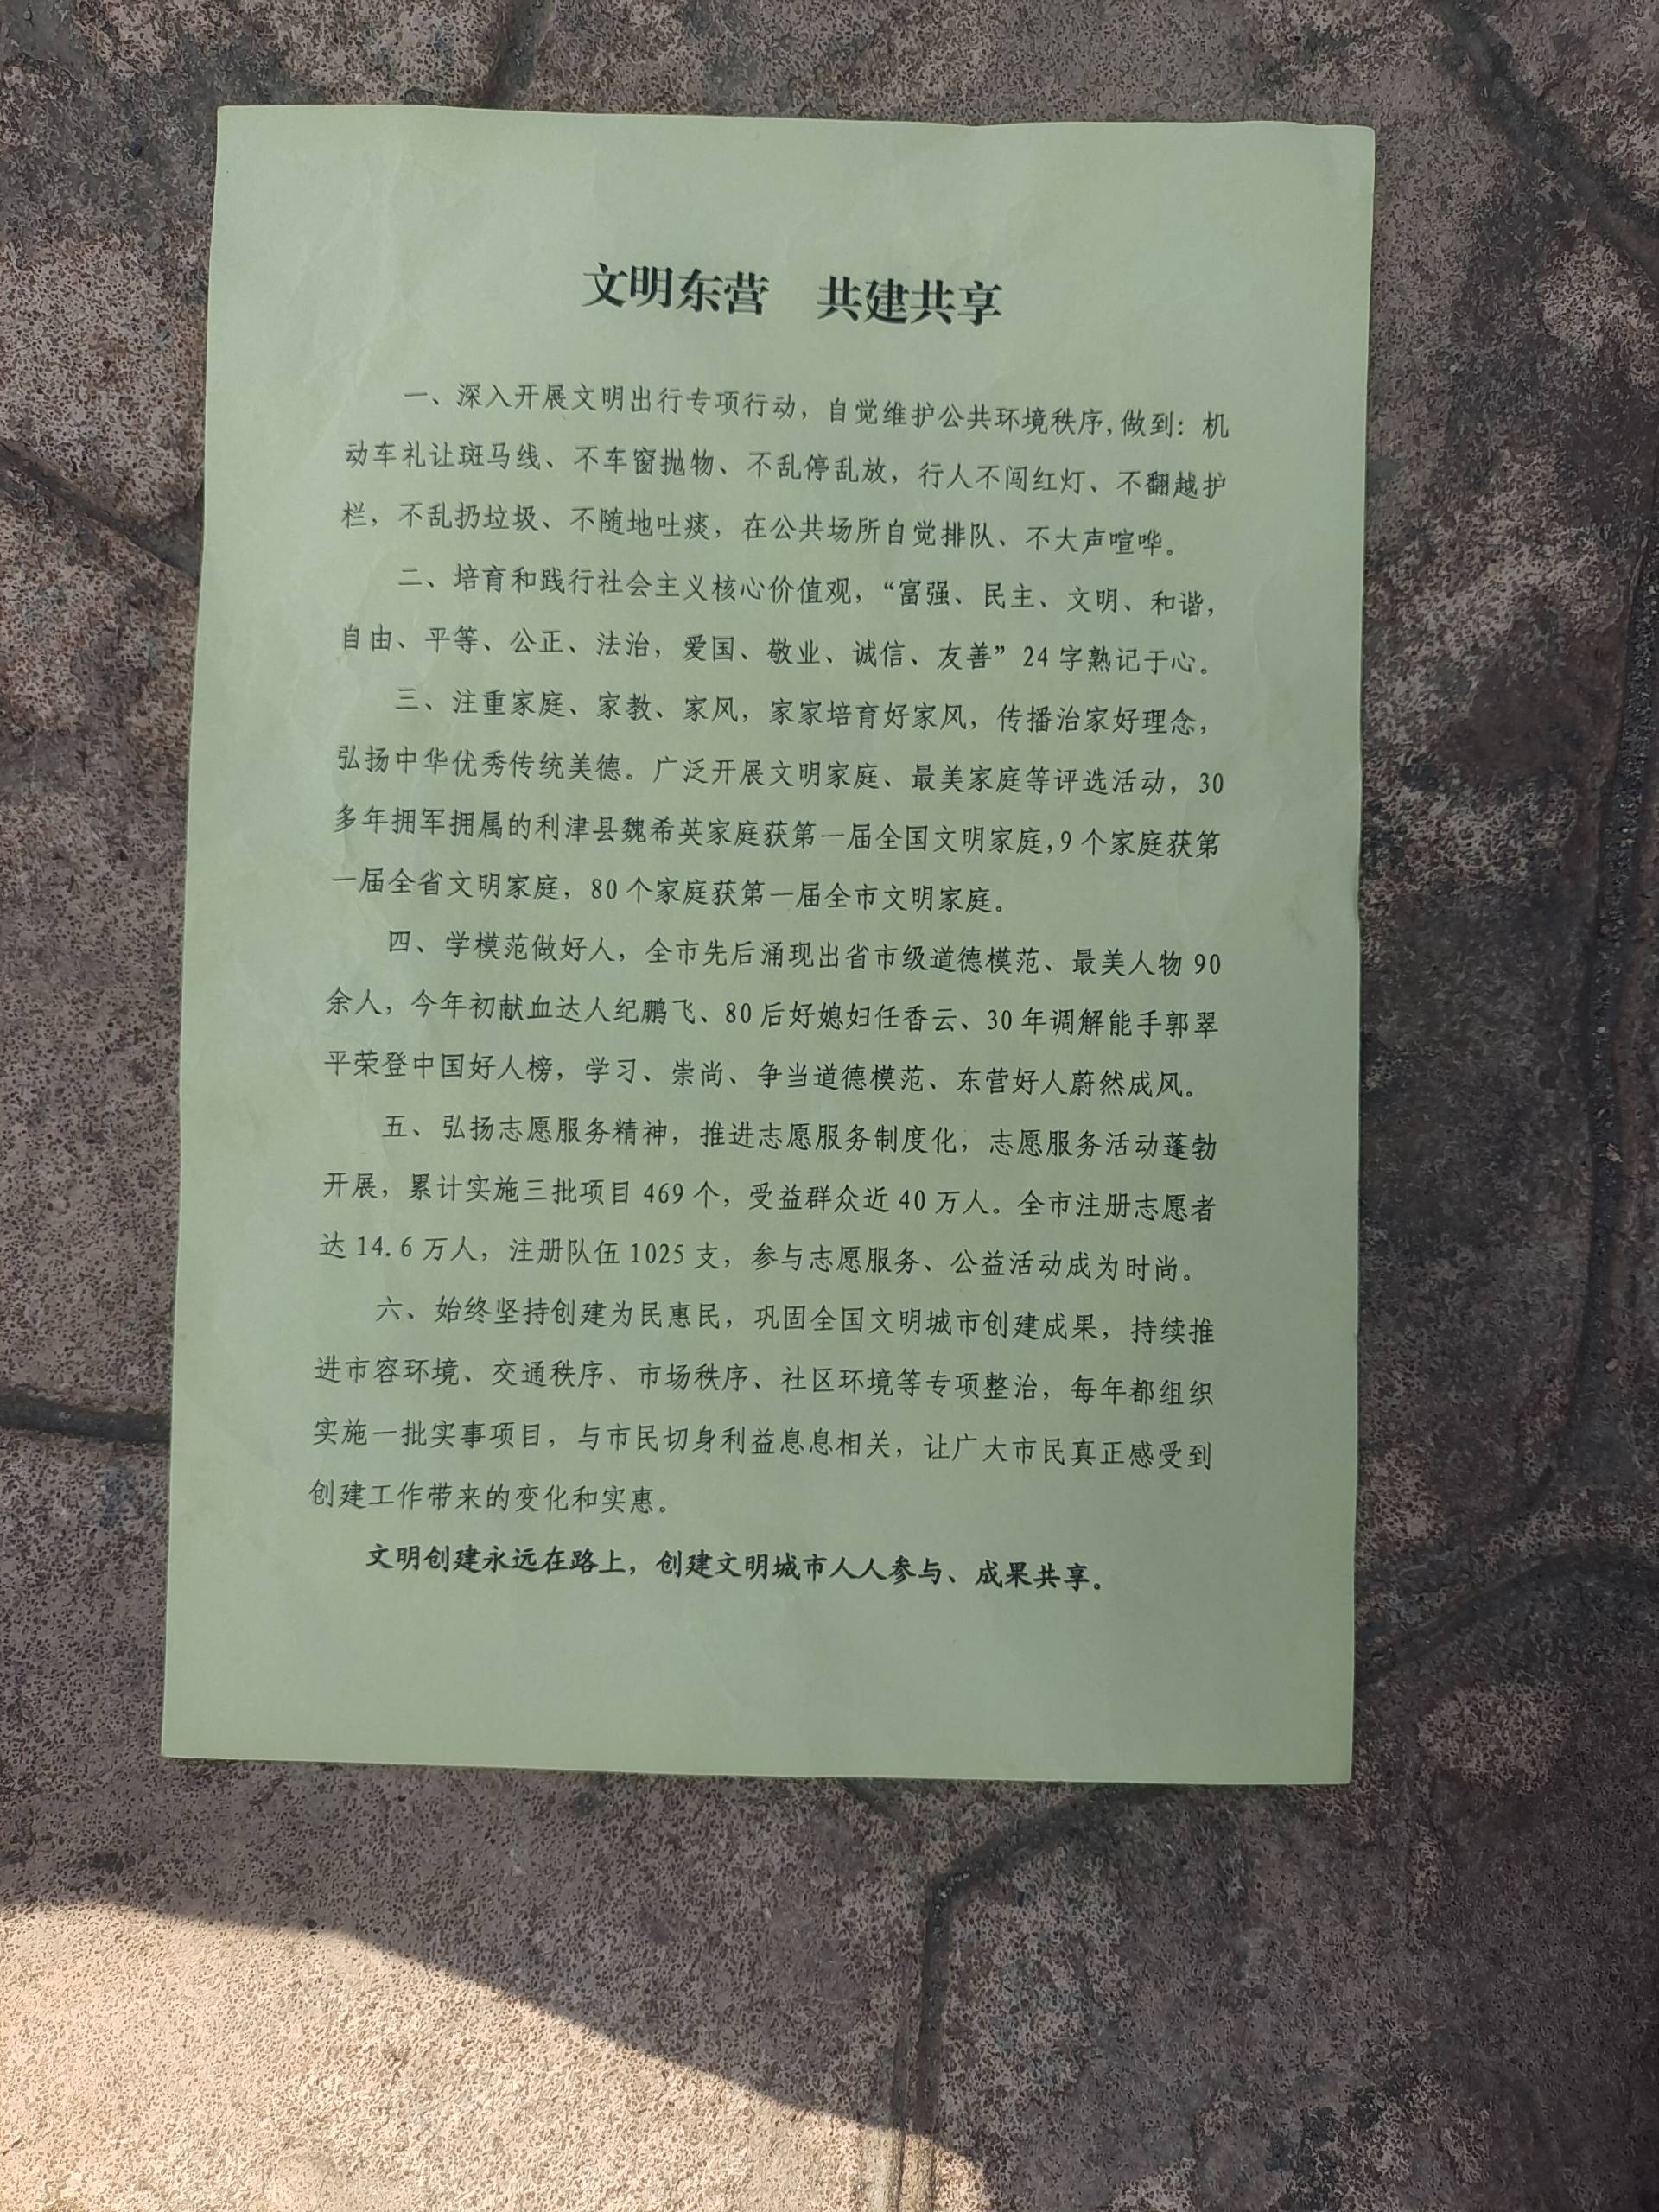 文明东营　共建共享
一、深入开展文明出行专项行动，自觉维护公共环境秩序，做到：机
动车礼让斑马线、不车窗抛物、不乱停乱放，行人不闯红灯、不翻越护
栏，不乱扔垃圾、不随地吐痰，在公共场所自觉排队、不大声喧哗。
二、培育和践行社会主义核心价值观，“富强、民主、文明、和谐，
自由、平等、公正、法治，爱国、敬业、诚信、友善”24 字熟记于心。
三、注重家庭、家教、家风，家家培育好家风，传播治家好理念，
弘扬中华优秀传统美德。广泛开展文明家庭、最美家庭等评选活动，30
多年拥军拥属的利津县魏希英家庭获第一届全国文明家庭，9 个家庭获第
一届全省文明家庭，80 个家庭获第一届全市文明家庭。
四、学模范做好人，全市先后涌现出省市级道德模范、最美人物 90
余人，今年初献血达人纪鹏飞、80 后好媳妇任香云、30 年调解能手郭翠
平荣登中国好人榜，学习、崇尚、争当道德模范、东营好人蔚然成风。
五、弘扬志愿服务精神，推进志愿服务制度化，志愿服务活动蓬勃
开展，累计实施三批项目 469 个，受益群众近 40 万人。全市注册志愿者
达 14.6 万人，注册队伍 1025 支，参与志愿服务、公益活动成为时尚。
六、始终坚持创建为民惠民，巩固全国文明城市创建成果，持续推
进市容环境、交通秩序、市场秩序、社区环境等专项整治，每年都组织
实施一批实事项目，与市民切身利益息息相关，让广大市民真正感受到
创建工作带来的变化和实惠。
文明创建永远在路上，创建文明城市人人参与、成果共享。